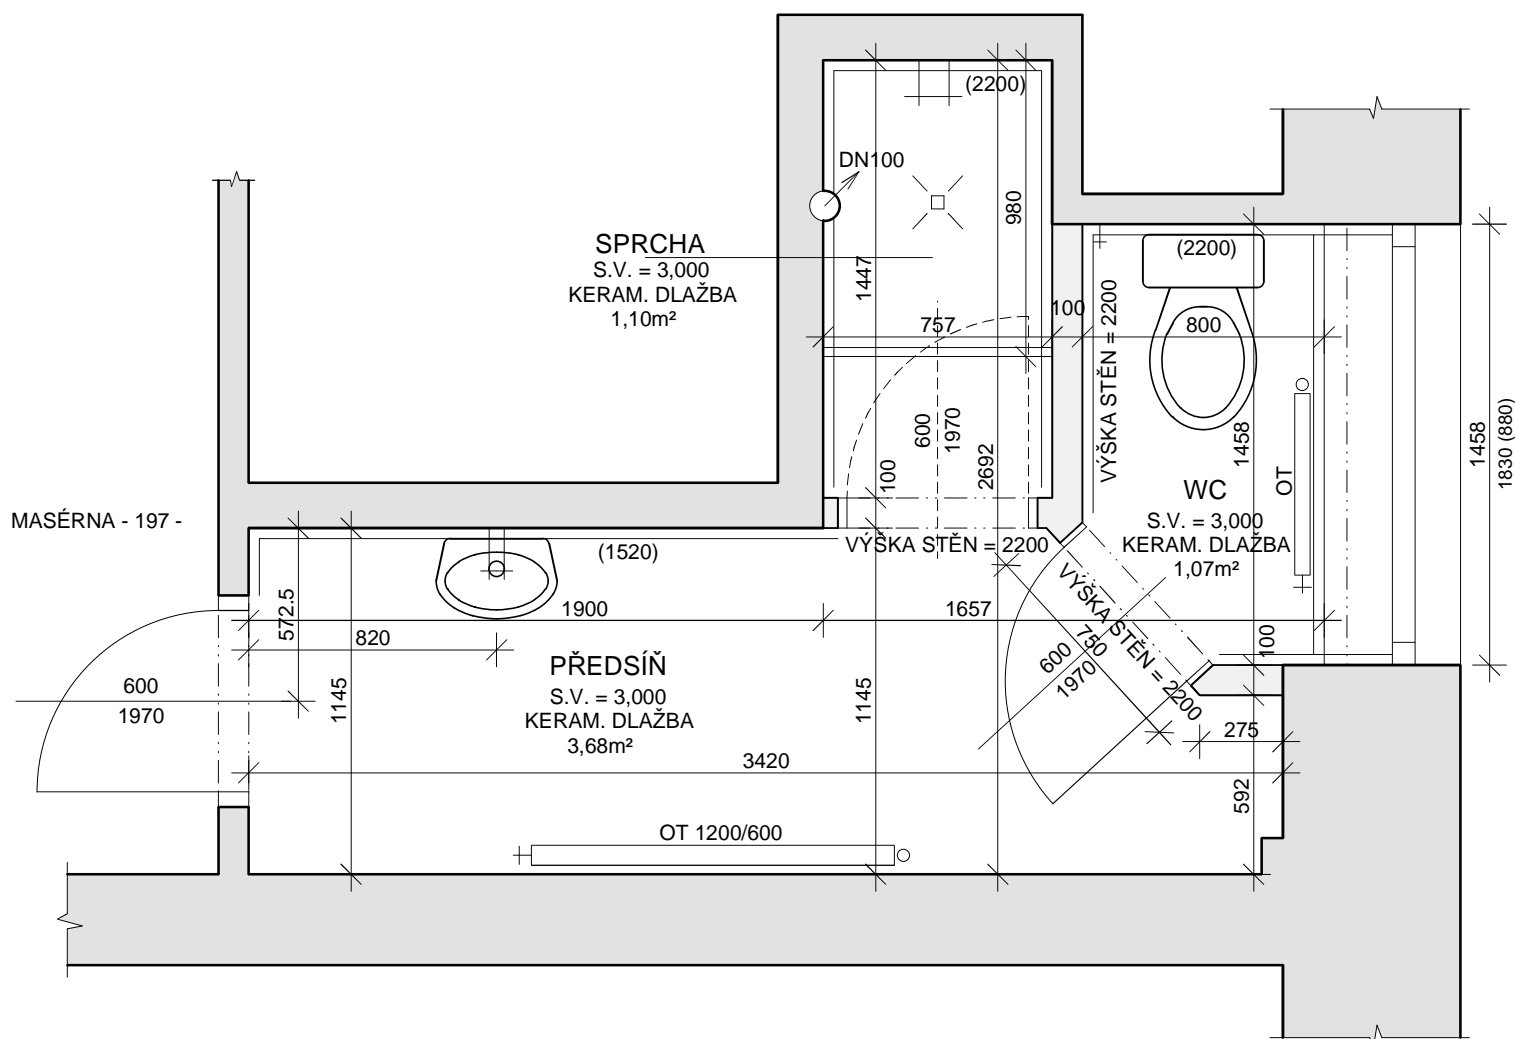 (2200)
DN100
980
SPRCHA
S.V. = 3,000
KERAM. DLAŽBA
1,10m²
1447
757
100
800
(2200)
VÝŠKA STĚN = 2200
600
1970
100
2692
1458
OT
1458
1830 (880)
WC
S.V. = 3,000
KERAM. DLAŽBA
1,07m²
MASÉRNA - 197 -
(1520)
VÝŠKA STĚN = 2200
VÝŠKA STĚN = 2200
572.5
1900
1657
820
750
600
1970
100
PŘEDSÍŇ
S.V. = 3,000
KERAM. DLAŽBA
3,68m²
600
1970
1145
1145
275
3420
592
OT 1200/600